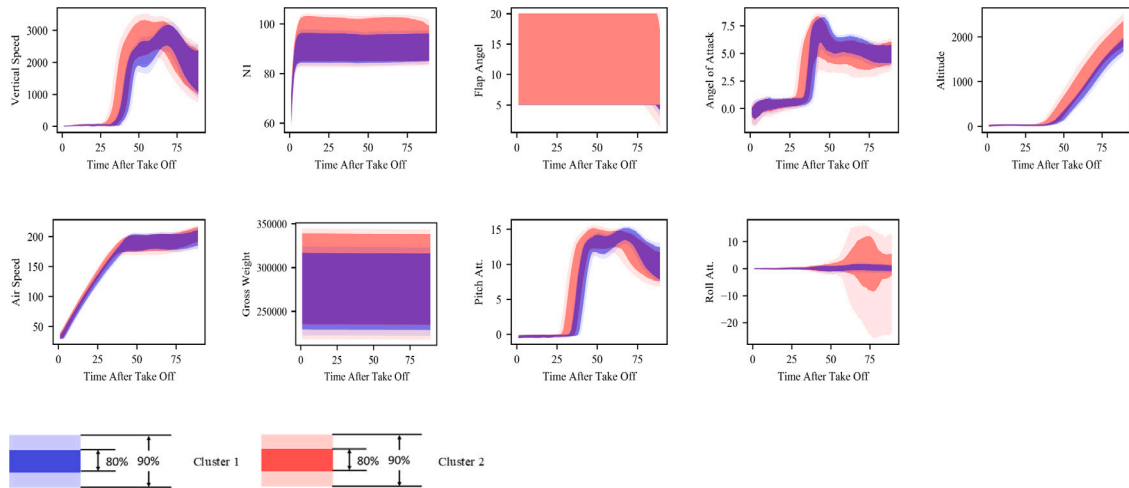 3000
2000
1000
0
Vertical Speed
0 25 50 75
Time After Take Off
100
80
60
N1
0 25 50 75
Time After Take Off
20
15
10
5
Flap Angel
0 25 50 75
Time After Take Off
7.5
5.0
2.5
0.0
Angel of Attack
0 25 50 75
Time After Take Off
2000
1000
0
Altitude
0 25 50 75
Time After Take Off
200
150
100
50
Air Speed
0 25 50 75
Time After Take Off
350000
300000
250000
Gross Weight
0 25 50 75
Time After Take Off
15
10
5
0
Pitch Att.
0 25 50 75
Time After Take Off
10
0
−10
−20
Roll Att.
0 25 50 75
Time After Take Off
80% 90% Cluster 1
80% 90% Cluster 2